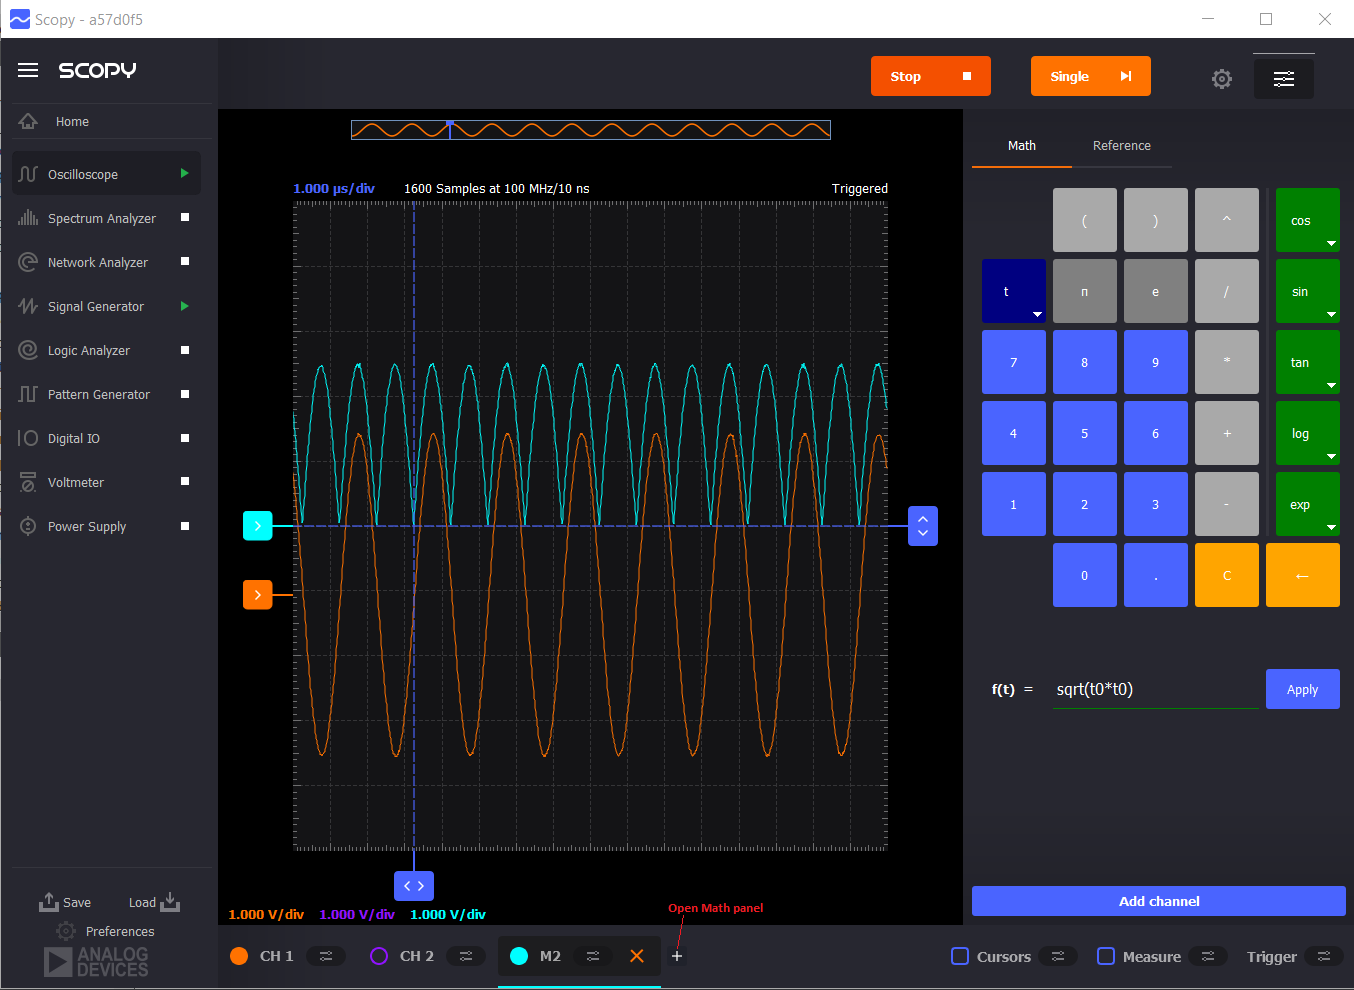 Scopy - a57d0f5
SCOPY
Stop
Single
Home
Oscilloscope
Spectrum Analyzer
Network Analyzer
Signal Generator
Logic Analyzer
Pattern Generator
Digital IO
Voltmeter
Power Supply
Save
Load
Preferences
ANALOG
DEVICES
1.000 µs/div
1600 Samples at 100 MHz/10 ns
Triggered
1.000 V/div
1.000 V/div
1.000 V/div
Open Math panel
CH 1
CH 2
M2
+
Cursors
Measure
Trigger
Math
Reference
( ) ^ cos
t π e / sin
7 8 9 * tan
4 5 6 + log
1 2 3 - exp
0 . C ←
f(t) = sqrt(t0*t0)
Apply
Add channel